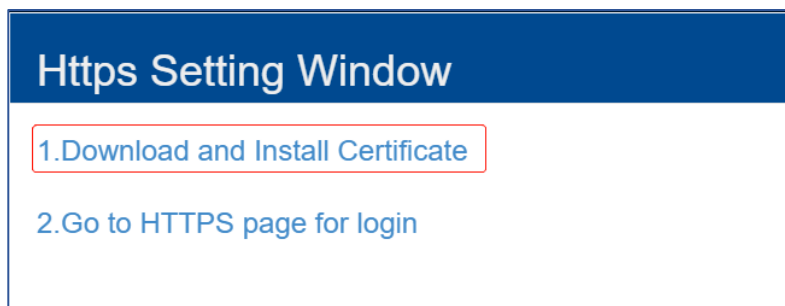 Https Setting Window
1.Download and Install Certificate
2.Go to HTTPS page for login